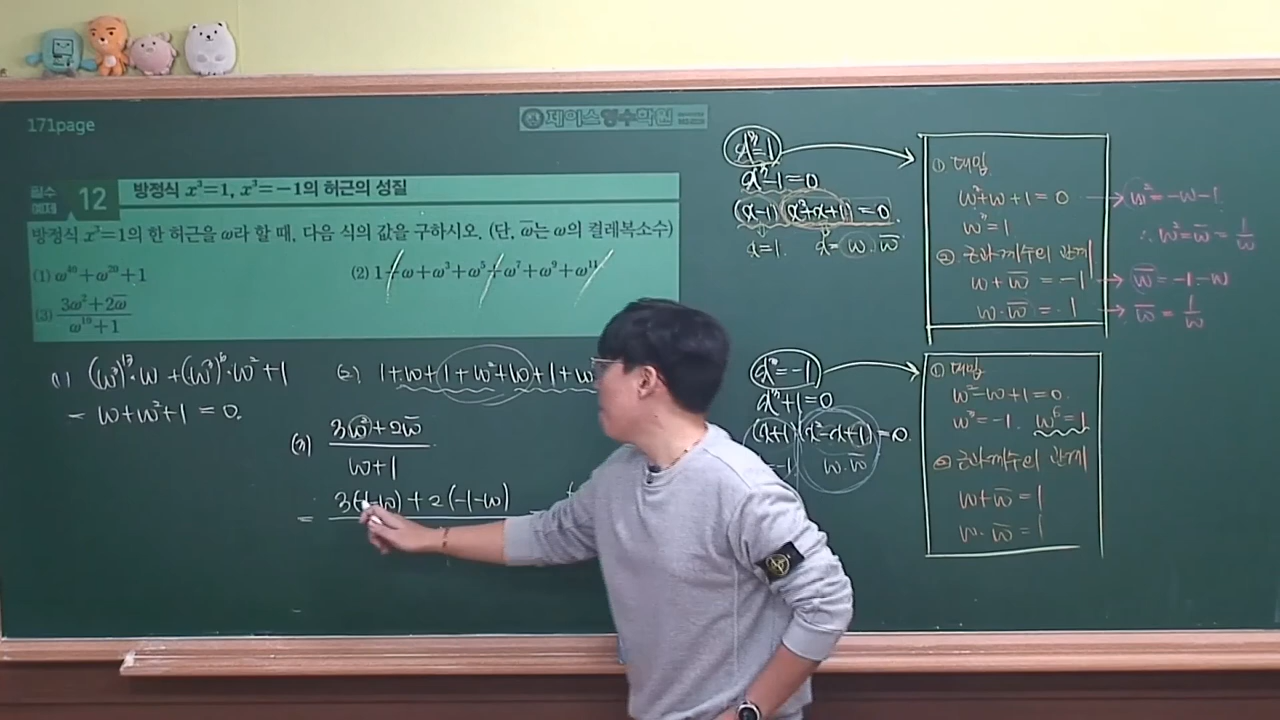 171page
제이스영수학원
필수 예제 12 방정식 x³=1, x³=-1의 허근의 성질
방정식 x³=1의 한 허근을 ω라 할 때, 다음 식의 값을 구하시오. (단, ω̄는 ω의 켤레복소수)
(1) ω⁴⁰+ω²⁰+1
(2) 1+ω+ω³+ω⁵+ω⁷+ω⁹+ω¹¹
(3) (3ω²+2ω̄)/(ω¹⁹+1)
(1) (ω³)¹³·ω+(ω³)⁶·ω²+1
= ω+ω²+1 = 0.
(2) 1+ω+1+ω²+ω+1+ω
(3) (3ω²+2ω̄)/(ω+1)
= 3(-1-ω)+2(-1-ω)
x³=1
x³-1=0
(x-1)(x²+x+1)=0.
x=1. x=ω.ω̄
① 대입
ω²+ω+1=0 → ω²=-ω-1
ω³=1 ∴ ω²=ω̄=1/ω
② 근과계수의 관계
ω+ω̄=-1 → ω̄=-1-ω
ω·ω̄=1 → ω̄=1/ω
x³=-1
x³+1=0
(x+1)(x²-x+1)=0.
=-1. ω.ω̄
① 대입
ω²-ω+1=0.
ω³=-1. ω⁶=1
② 근과계수의 관계
ω+ω̄=1
ω·ω̄=1